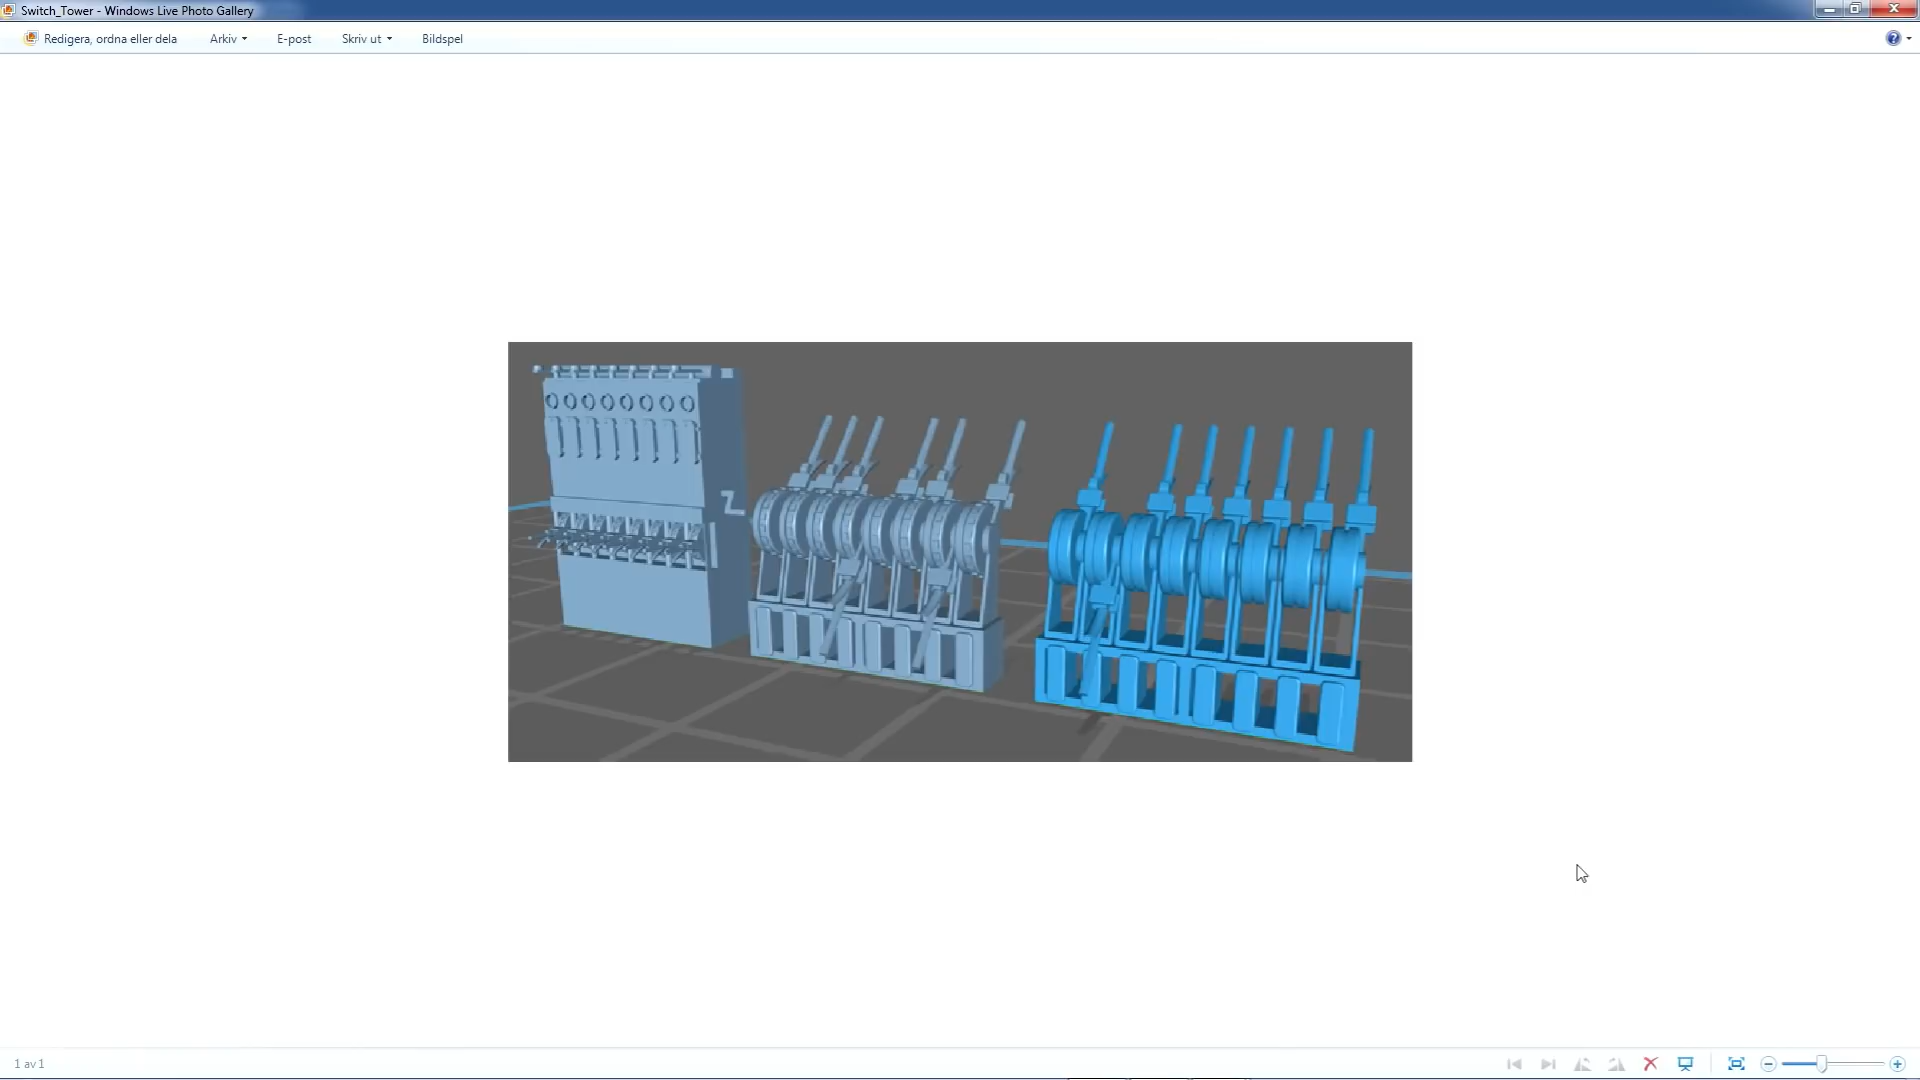 Switch_Tower - Windows Live Photo Gallery
Redigera, ordna eller dela Arkiv E-post Skriv ut Bildspel
1 av 1